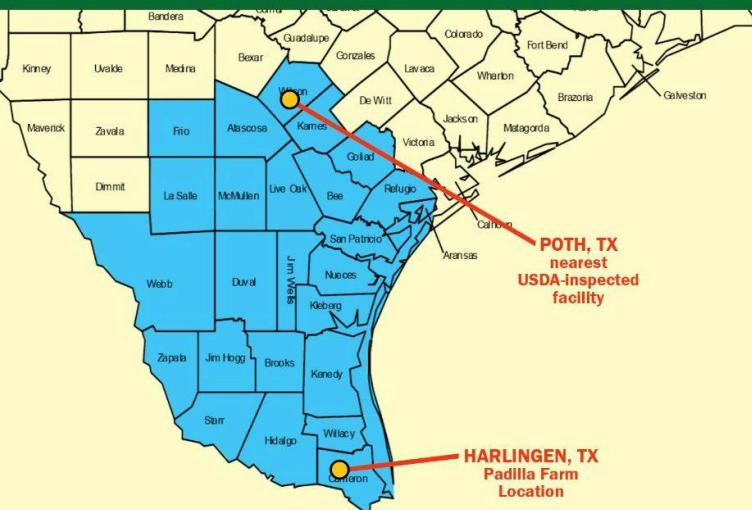 Bandera
Guadalupe
Colorado
Bexar
Gonzales
Fort Bend
Kinney
Uvalde
Medina
Lavaca
Wharton
Galveston
Brazoria
De Witt
Maverick
Zavala
Frio
Atascosa
Karnes
Jackson
Matagorda
Victoria
Goliad
Dimmit
La Salle
McMullen
Live Oak
Bee
Refugio
Calhoun
San Patricio
Aransas
POTH, TX
nearest
USDA-inspected
facility
Webb
Duval
Jim Wells
Nueces
Kleberg
Zapata
Jim Hogg
Brooks
Kenedy
Starr
Hidalgo
Willacy
HARLINGEN, TX
Padilla Farm
Location
Cameron